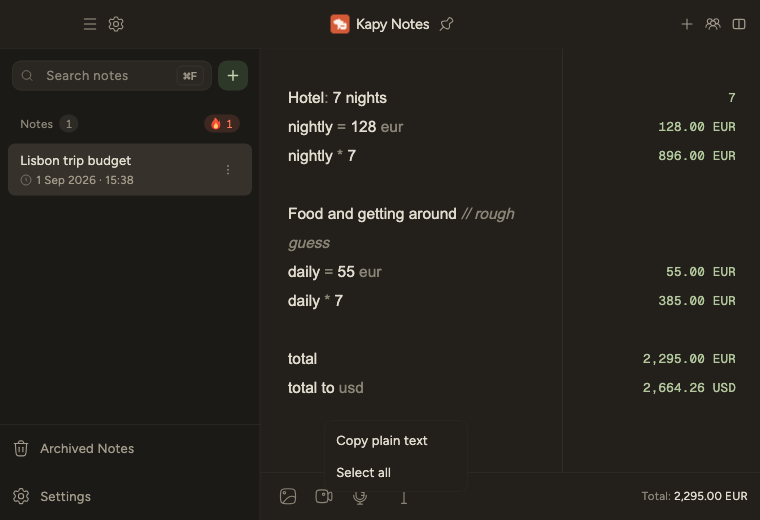 Kapy Notes
Search notes
⌘F
Notes 1
1
Lisbon trip budget
1 Sep 2026 · 15:38
Hotel: 7 nights
7
nightly = 128 eur
128.00 EUR
nightly * 7
896.00 EUR
Food and getting around // rough
guess
daily = 55 eur
55.00 EUR
daily * 7
385.00 EUR
total
2,295.00 EUR
total to usd
2,664.26 USD
Copy plain text
Select all
Archived Notes
Settings
Total: 2,295.00 EUR